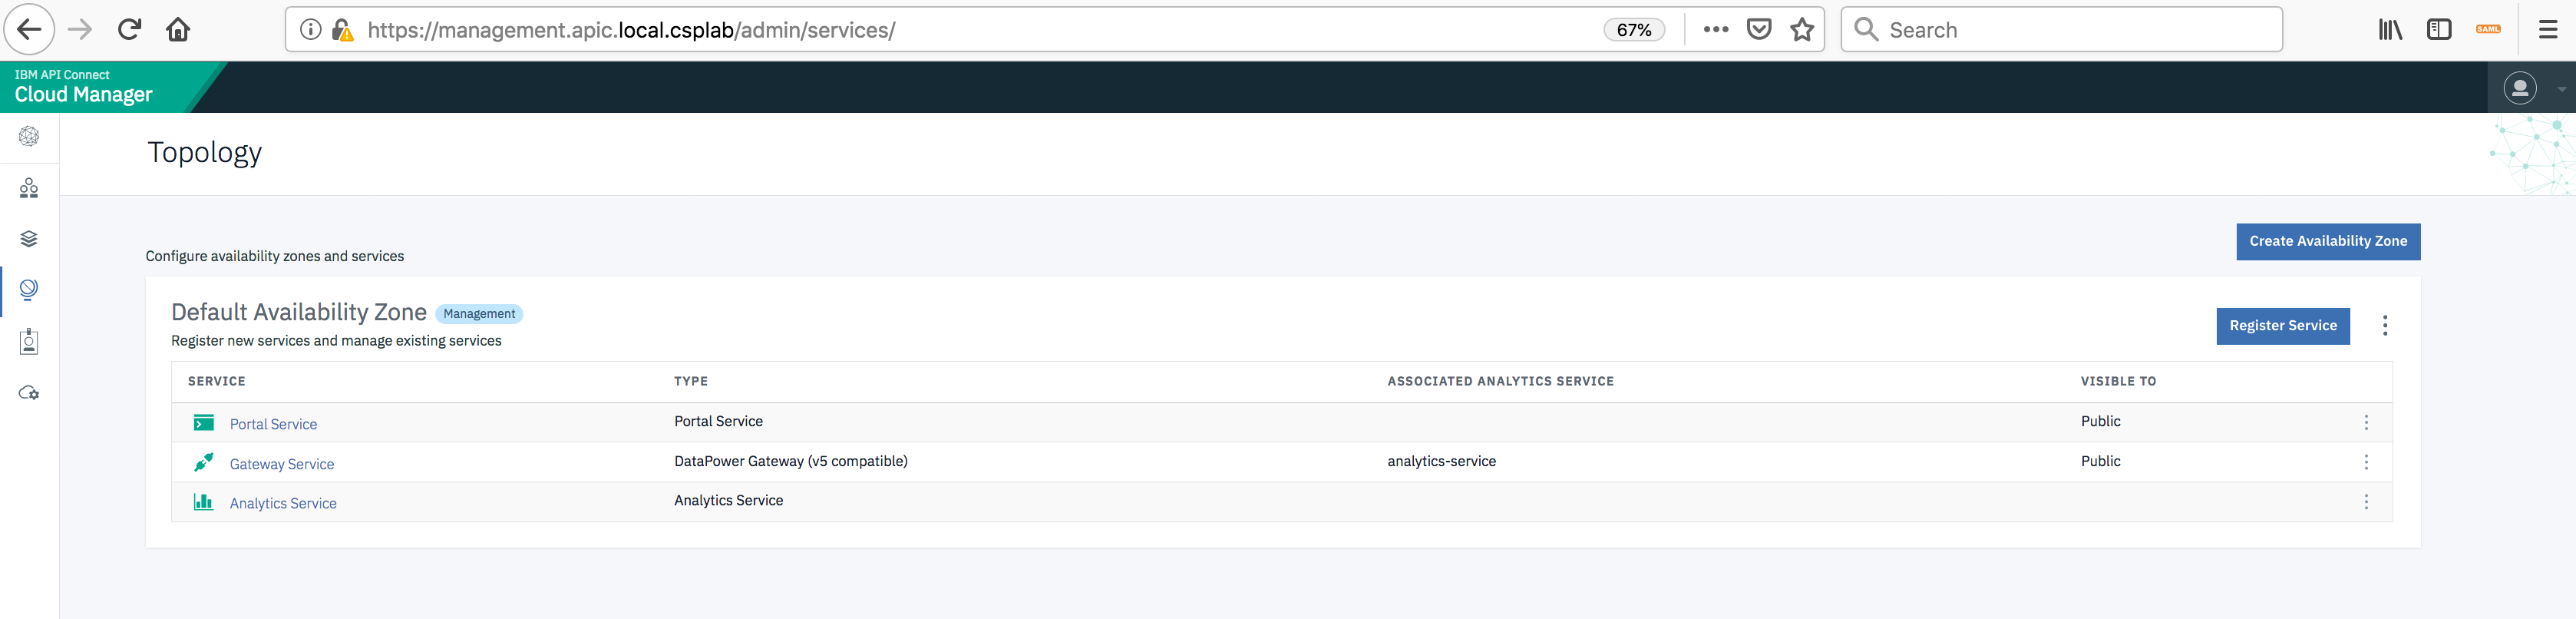 https://management.apic.local.csplab/admin/services/
67%
Search
SAML
IBM API Connect
Cloud Manager
Topology
Configure availability zones and services
Create Availability Zone
Default Availability Zone Management
Register new services and manage existing services
Register Service
SERVICE TYPE ASSOCIATED ANALYTICS SERVICE VISIBLE TO
Portal Service Portal Service Public
Gateway Service DataPower Gateway (v5 compatible) analytics-service Public
Analytics Service Analytics Service